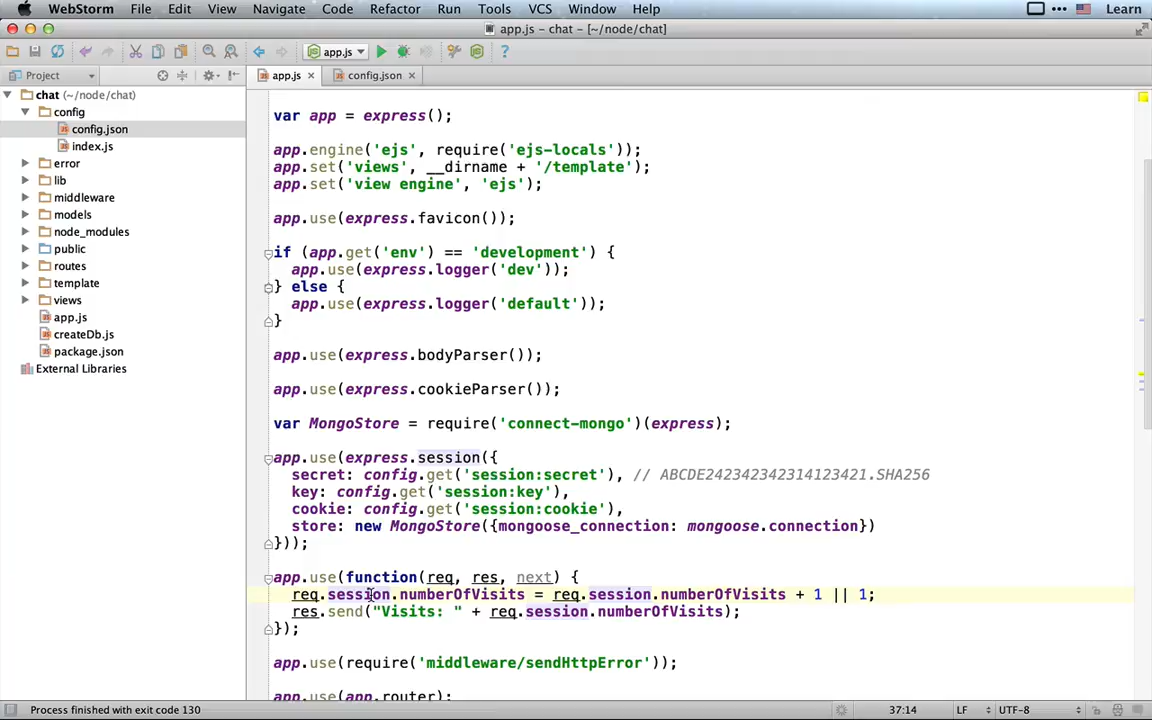 WebStorm File Edit View Navigate Code Refactor Run Tools VCS Window Help Learn
app.js - chat - [~/node/chat]
app.js
Project
app.js
config.json
chat (~/node/chat)
config
config.json
index.js
error
lib
middleware
models
node_modules
public
routes
template
views
app.js
createDb.js
package.json
External Libraries
var app = express();
app.engine('ejs', require('ejs-locals'));
app.set('views', __dirname + '/template');
app.set('view engine', 'ejs');
app.use(express.favicon());
if (app.get('env') == 'development') {
app.use(express.logger('dev'));
} else {
app.use(express.logger('default'));
}
app.use(express.bodyParser());
app.use(express.cookieParser());
var MongoStore = require('connect-mongo')(express);
app.use(express.session({
secret: config.get('session:secret'), // ABCDE242342342314123421.SHA256
key: config.get('session:key'),
cookie: config.get('session:cookie'),
store: new MongoStore({mongoose_connection: mongoose.connection})
}));
app.use(function(req, res, next) {
req.session.numberOfVisits = req.session.numberOfVisits + 1 || 1;
res.send("Visits: " + req.session.numberOfVisits);
});
app.use(require('middleware/sendHttpError'));
app.use(app.router);
Process finished with exit code 130
37:14 LF UTF-8